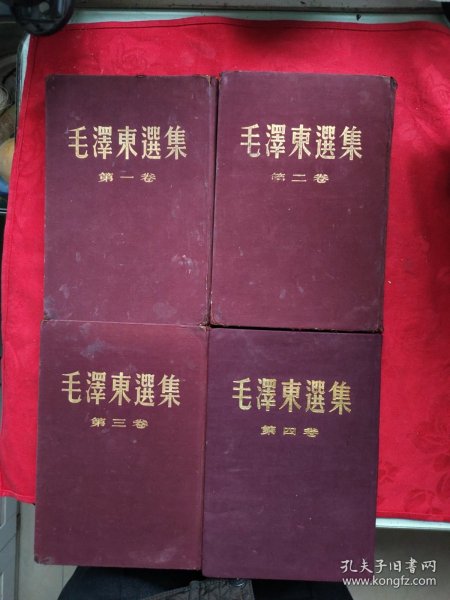 毛澤東選集
第一卷
毛澤東選集
第二卷
毛澤東選集
第三卷
毛澤東選集
第四卷
孔夫子旧书网
www.kongfz.com